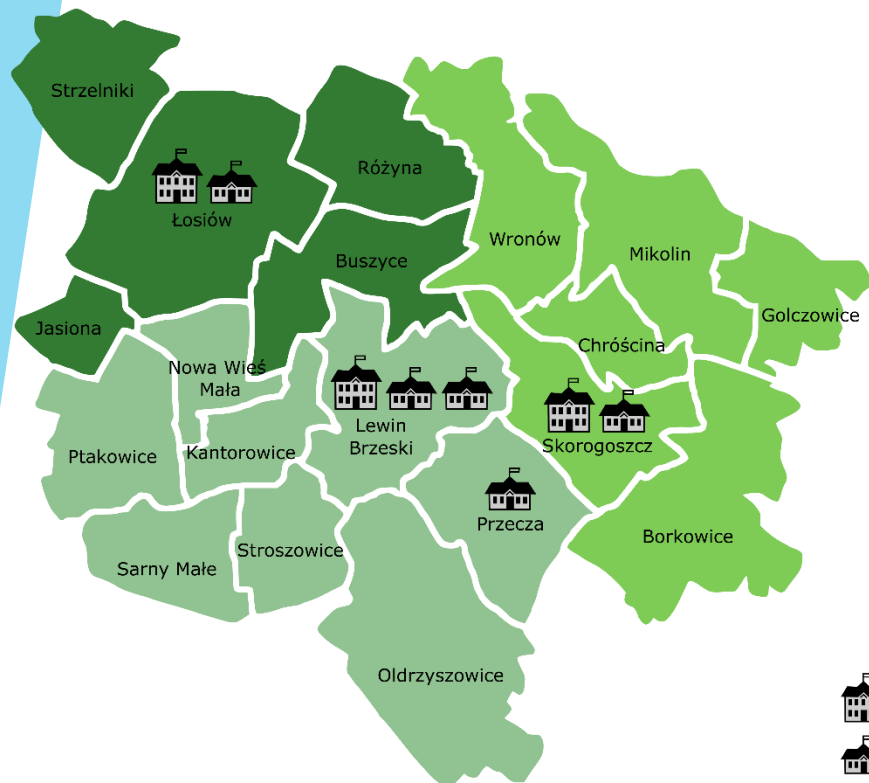 Strzelniki
Różyna
Łosiów
Wronów
Buszyce
Mikolin
Golczowice
Jasiona
Chróścina
Nowa Wieś
Mała
Lewin
Brzeski
Skorogoszcz
Ptakowice
Kantorowice
Przecza
Borkowice
Stroszowice
Sarny Małe
Oldrzyszowice